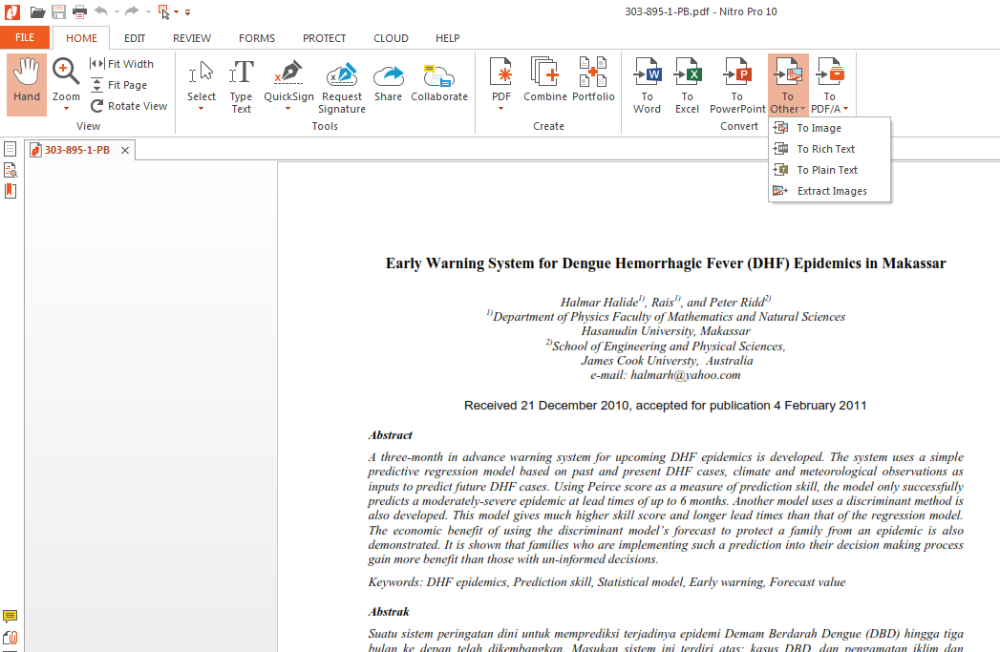 303-895-1-PB.pdf - Nitro Pro 10
FILE HOME EDIT REVIEW FORMS PROTECT CLOUD HELP
Hand
Zoom
Fit Width
Fit Page
Rotate View
View
Select
Type Text
QuickSign
Request Signature
Share
Collaborate
Tools
PDF
Combine
Portfolio
Create
To Word
To Excel
To PowerPoint
To Other
To PDF/A
Convert
To Image
To Rich Text
To Plain Text
Extract Images
303-895-1-PB
Early Warning System for Dengue Hemorrhagic Fever (DHF) Epidemics in Makassar
Halmar Halide1), Rais1), and Peter Ridd2)
1)Department of Physics Faculty of Mathematics and Natural Sciences
Hasanudin University, Makassar
2)School of Engineering and Physical Sciences,
James Cook Universty, Australia
e-mail: halmarh@yahoo.com
Received 21 December 2010, accepted for publication 4 February 2011
Abstract
A three-month in advance warning system for upcoming DHF epidemics is developed. The system uses a simple
predictive regression model based on past and present DHF cases, climate and meteorological observations as
inputs to predict future DHF cases. Using Peirce score as a measure of prediction skill, the model only successfully
predicts a moderately-severe epidemic at lead times of up to 6 months. Another model uses a discriminant method is
also developed. This model gives much higher skill score and longer lead times than that of the regression model.
The economic benefit of using the discriminant model's forecast to protect a family from an epidemic is also
demonstrated. It is shown that families who are implementing such a prediction into their decision making process
gain more benefit than those with un-informed decisions.
Keywords: DHF epidemics, Prediction skill, Statistical model, Early warning, Forecast value
Abstrak
Suatu sistem peringatan dini untuk memprediksi terjadinya epidemi Demam Berdarah Dengue (DBD) hingga tiga
bulan ke depan telah dikembangkan. Masukan sistem ini terdiri atas: kasus DBD, dan pengamatan iklim dan